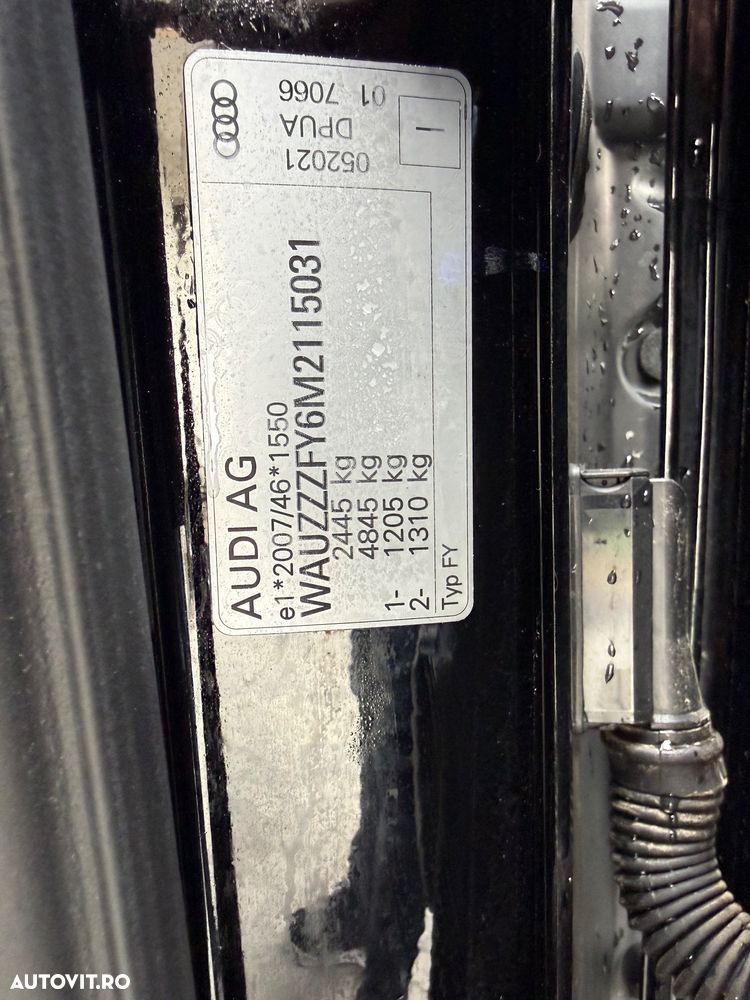 AUDI AG
e1*2007/46*1550
WAUZZZFY6M2115031
2445 kg
4845 kg
1- 1205 kg
2- 1310 kg
Typ FY
052021
DPUA
01 7066
AUTOVIT.RO